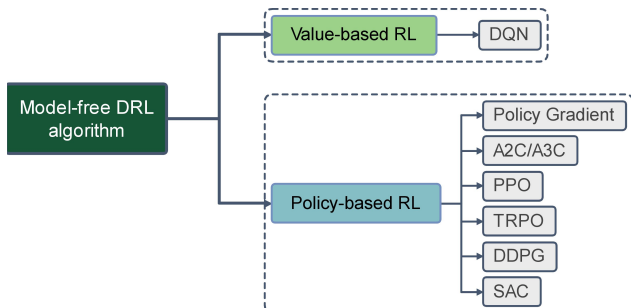 Model-free DRL
algorithm
Value-based RL
DQN
Policy-based RL
Policy Gradient
A2C/A3C
PPO
TRPO
DDPG
SAC